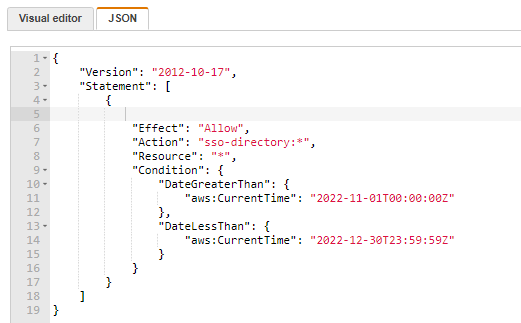 Visual editor JSON
1 {
2 "Version": "2012-10-17",
3 "Statement": [
4 {
5
6 "Effect": "Allow",
7 "Action": "sso-directory:*",
8 "Resource": "*",
9 "Condition": {
10 "DateGreaterThan": {
11 "aws:CurrentTime": "2022-11-01T00:00:00Z"
12 },
13 "DateLessThan": {
14 "aws:CurrentTime": "2022-12-30T23:59:59Z"
15 }
16 }
17 }
18 ]
19 }